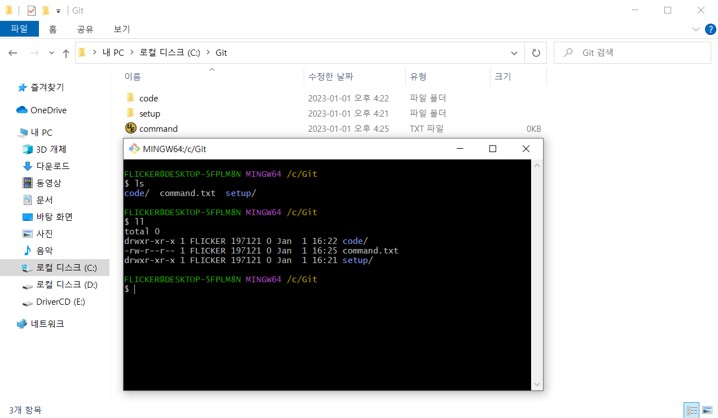 Git
파일 홈 공유 보기
내 PC > 로컬 디스크 (C:) > Git
Git 검색
이름 수정한 날짜 유형 크기
즐겨찾기
OneDrive
내 PC
3D 개체
다운로드
동영상
문서
바탕 화면
사진
음악
로컬 디스크 (C:)
로컬 디스크 (D:)
DriverCD (E:)
네트워크
code 2023-01-01 오후 4:22 파일 폴더
setup 2023-01-01 오후 4:21 파일 폴더
command 2023-01-01 오후 4:25 TXT 파일 0KB
MINGW64:/c/Git
FLICKER@DESKTOP-5FPLM8N MINGW64 /c/Git
$ ls
code/ command.txt setup/
FLICKER@DESKTOP-5FPLM8N MINGW64 /c/Git
$ ll
total 0
drwxr-xr-x 1 FLICKER 197121 0 Jan 1 16:22 code/
-rw-r--r-- 1 FLICKER 197121 0 Jan 1 16:25 command.txt
drwxr-xr-x 1 FLICKER 197121 0 Jan 1 16:21 setup/
FLICKER@DESKTOP-5FPLM8N MINGW64 /c/Git
$
3개 항목